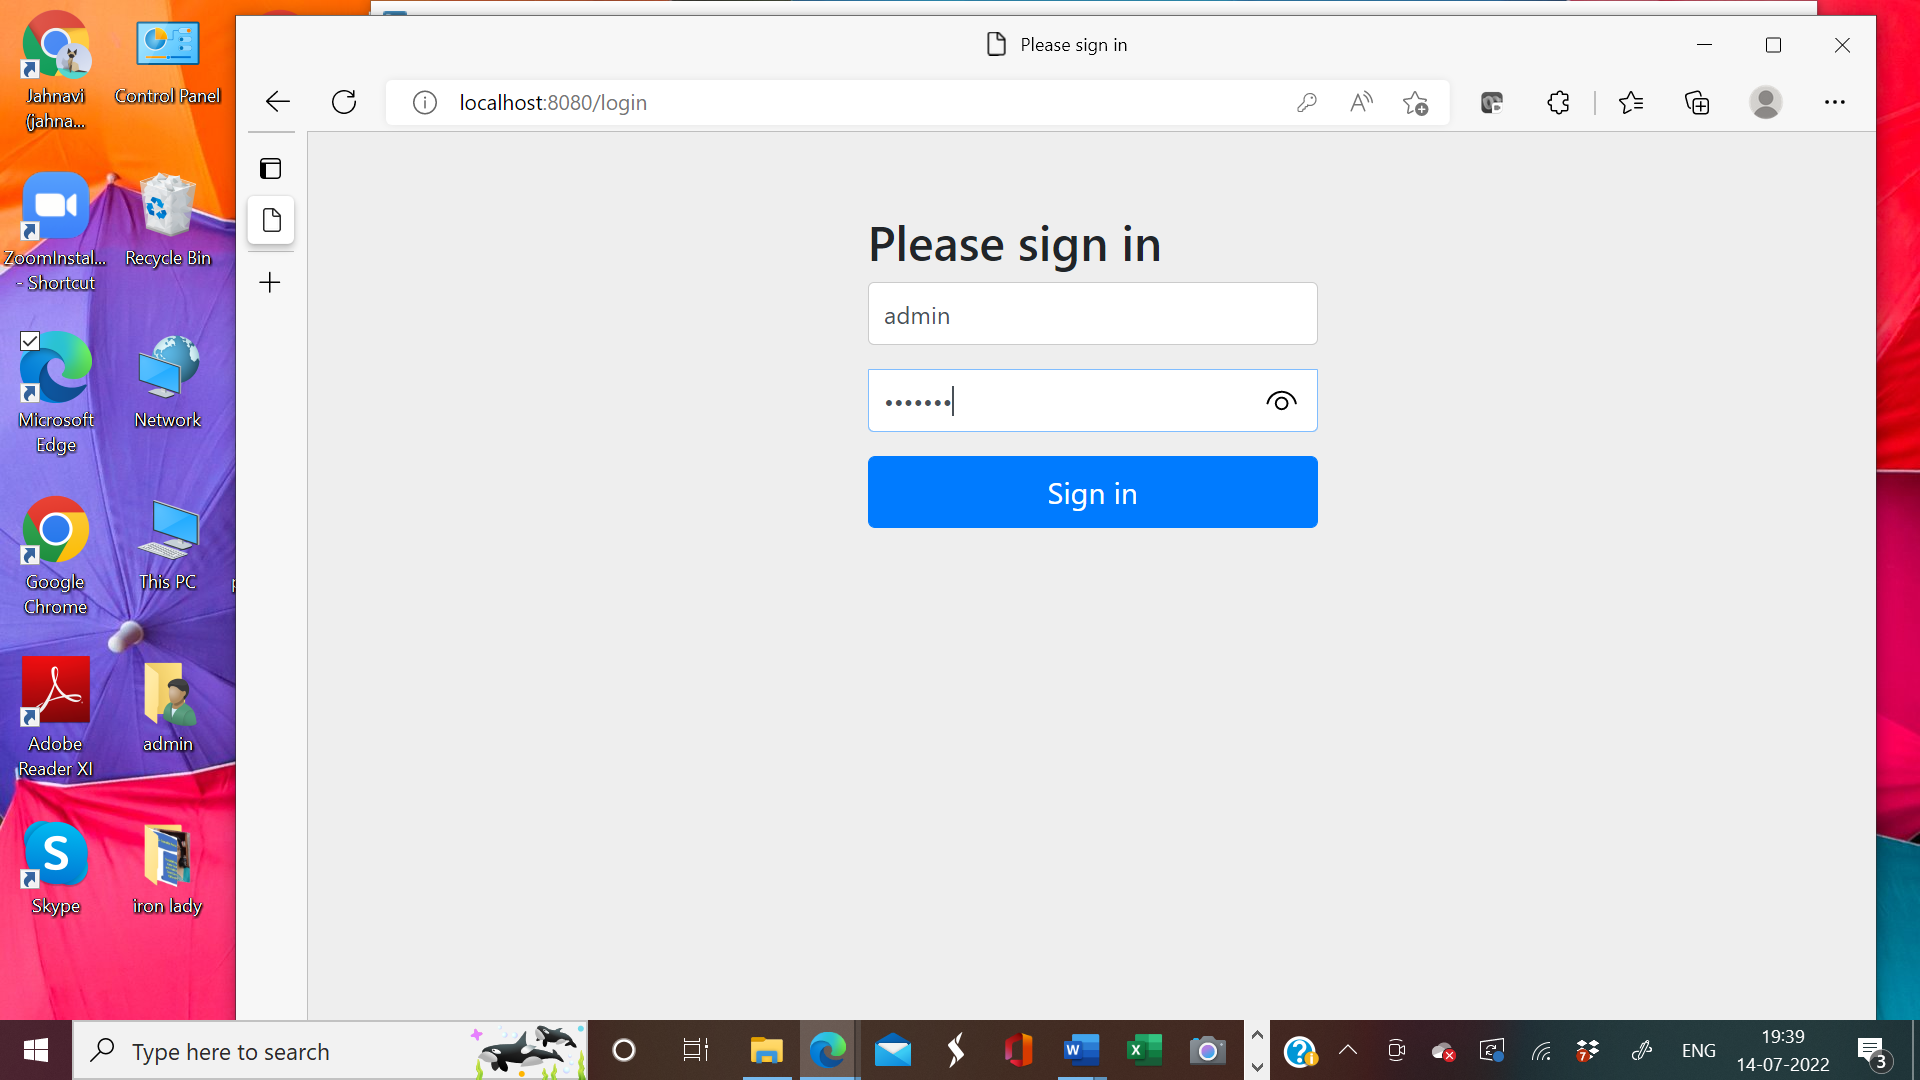 Jahnavi
(jahna...
Control Panel
ZoomInstal...
- Shortcut
Recycle Bin
Microsoft
Edge
Network
Google
Chrome
This PC
Adobe
Reader XI
admin
Skype
iron lady
Please sign in
localhost:8080/login
Please sign in
admin
•••••••
Sign in
Type here to search
ENG
19:39
14-07-2022
7
3